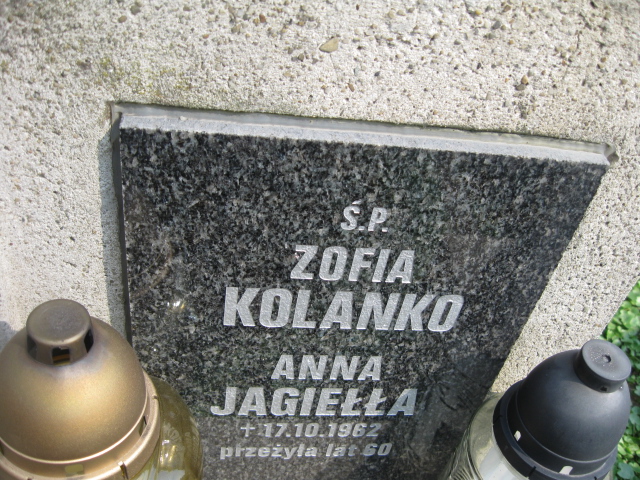 Ś.P.
ZOFIA
KOLANKO
ANNA
JAGIEŁŁA
+ 17.10.1962
przeżyła lat 60